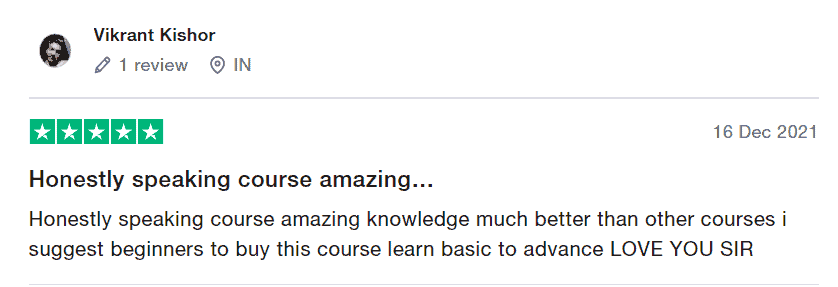 Vikrant Kishor
1 review IN
16 Dec 2021
Honestly speaking course amazing...
Honestly speaking course amazing knowledge much better than other courses i
suggest beginners to buy this course learn basic to advance LOVE YOU SIR